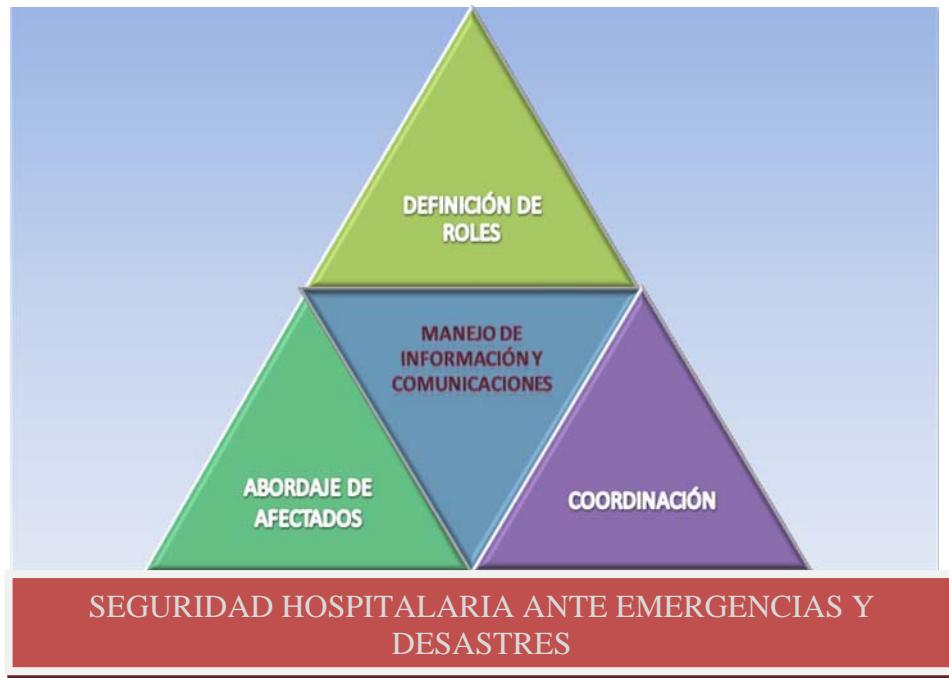 DEFINICIÓN DE
ROLES
MANEJO DE
INFORMACIÓN Y
COMUNICACIONES
ABORDAJE DE
AFECTADOS
COORDINACIÓN
SEGURIDAD HOSPITALARIA ANTE EMERGENCIAS Y
DESASTRES